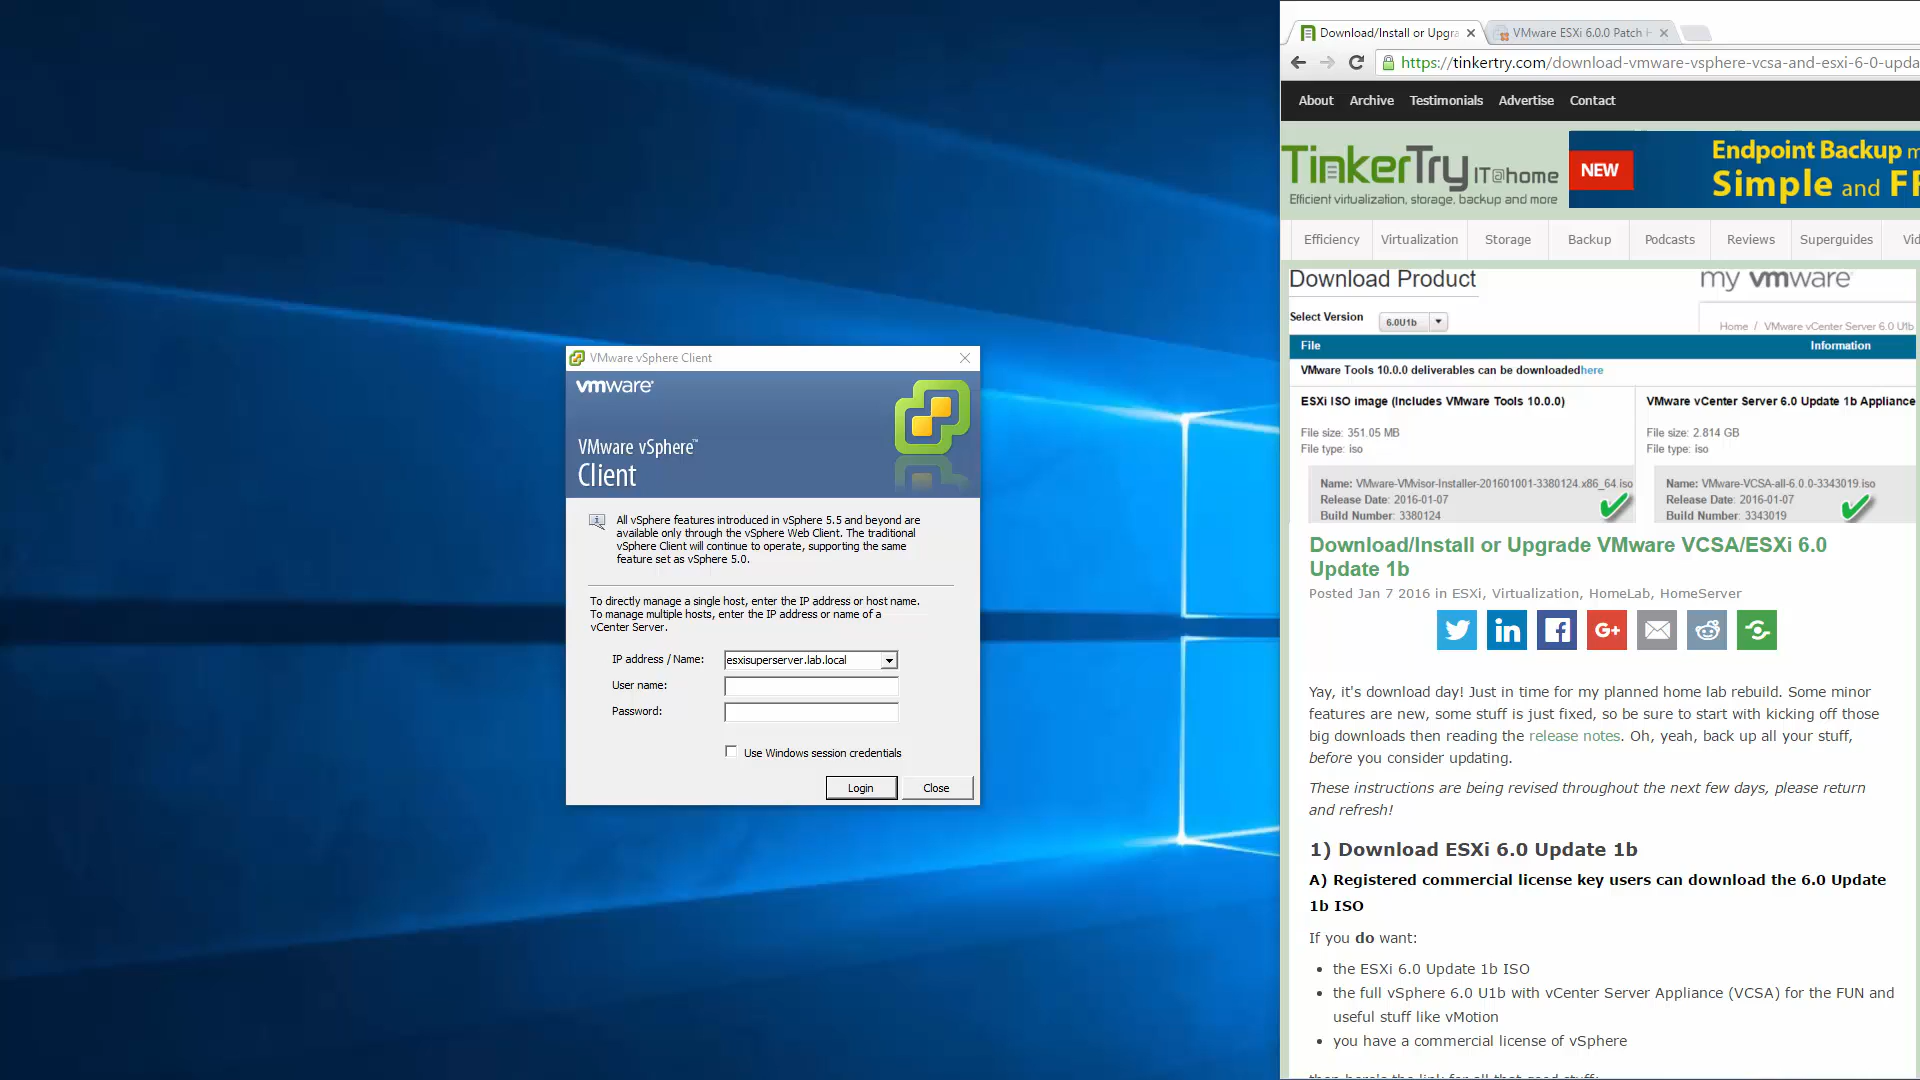 VMware vSphere Client
vmware
VMware vSphere™
Client
All vSphere features introduced in vSphere 5.5 and beyond are
available only through the vSphere Web Client. The traditional
vSphere Client will continue to operate, supporting the same
feature set as vSphere 5.0.
To directly manage a single host, enter the IP address or host name.
To manage multiple hosts, enter the IP address or name of a
vCenter Server.
IP address / Name: esxisuperserver.lab.local
User name:
Password:
Use Windows session credentials
Login Close
Download/Install or Upgra VMware ESXi 6.0.0 Patch
https://tinkertry.com/download-vmware-vsphere-vcsa-and-esxi-6-0-upda
About Archive Testimonials Advertise Contact
TinkerTry IT@home
Efficient virtualization, storage, backup and more
NEW
Endpoint Backup m
Simple and FR
Efficiency Virtualization Storage Backup Podcasts Reviews Superguides Vid
Download Product
my vmware
Select Version 6.0U1b
Home / VMware vCenter Server 6.0 U1b
File Information
VMware Tools 10.0.0 deliverables can be downloadedhere
ESXi ISO image (Includes VMware Tools 10.0.0)
File size: 351.05 MB
File type: iso
Name: VMware-VMvisor-Installer-201601001-3380124.x86_64.iso
Release Date: 2016-01-07
Build Number: 3380124
VMware vCenter Server 6.0 Update 1b Appliance
File size: 2.814 GB
File type: iso
Name: VMware-VCSA-all-6.0.0-3343019.iso
Release Date: 2016-01-07
Build Number: 3343019
Download/Install or Upgrade VMware VCSA/ESXi 6.0
Update 1b
Posted Jan 7 2016 in ESXi, Virtualization, HomeLab, HomeServer
Yay, it's download day! Just in time for my planned home lab rebuild. Some minor
features are new, some stuff is just fixed, so be sure to start with kicking off those
big downloads then reading the release notes. Oh, yeah, back up all your stuff,
before you consider updating.
These instructions are being revised throughout the next few days, please return
and refresh!
1) Download ESXi 6.0 Update 1b
A) Registered commercial license key users can download the 6.0 Update
1b ISO
If you do want:
• the ESXi 6.0 Update 1b ISO
• the full vSphere 6.0 U1b with vCenter Server Appliance (VCSA) for the FUN and
useful stuff like vMotion
• you have a commercial license of vSphere